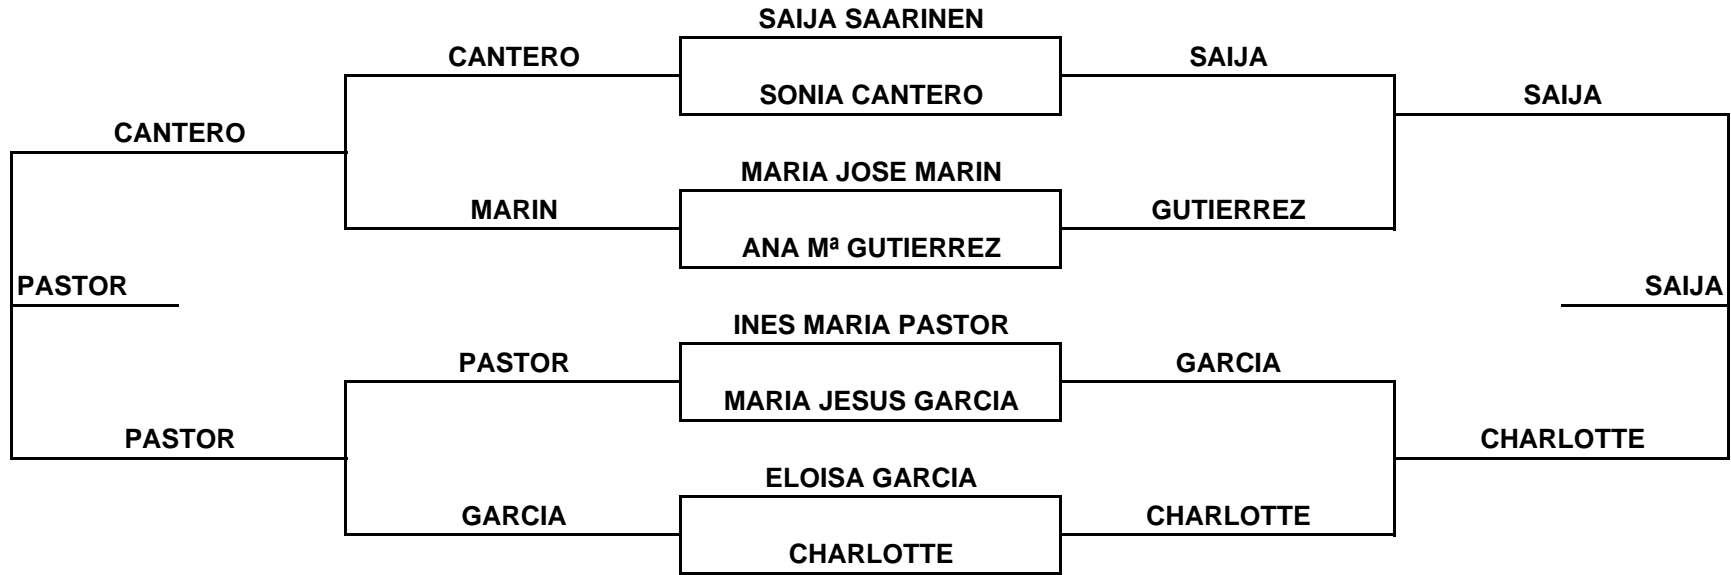 SAIJA SAARINEN
CANTERO
SAIJA
SONIA CANTERO
SAIJA
CANTERO
MARIA JOSE MARIN
MARIN
GUTIERREZ
ANA Mª GUTIERREZ
PASTOR
SAIJA
INES MARIA PASTOR
PASTOR
GARCIA
MARIA JESUS GARCIA
PASTOR
CHARLOTTE
ELOISA GARCIA
GARCIA
CHARLOTTE
CHARLOTTE